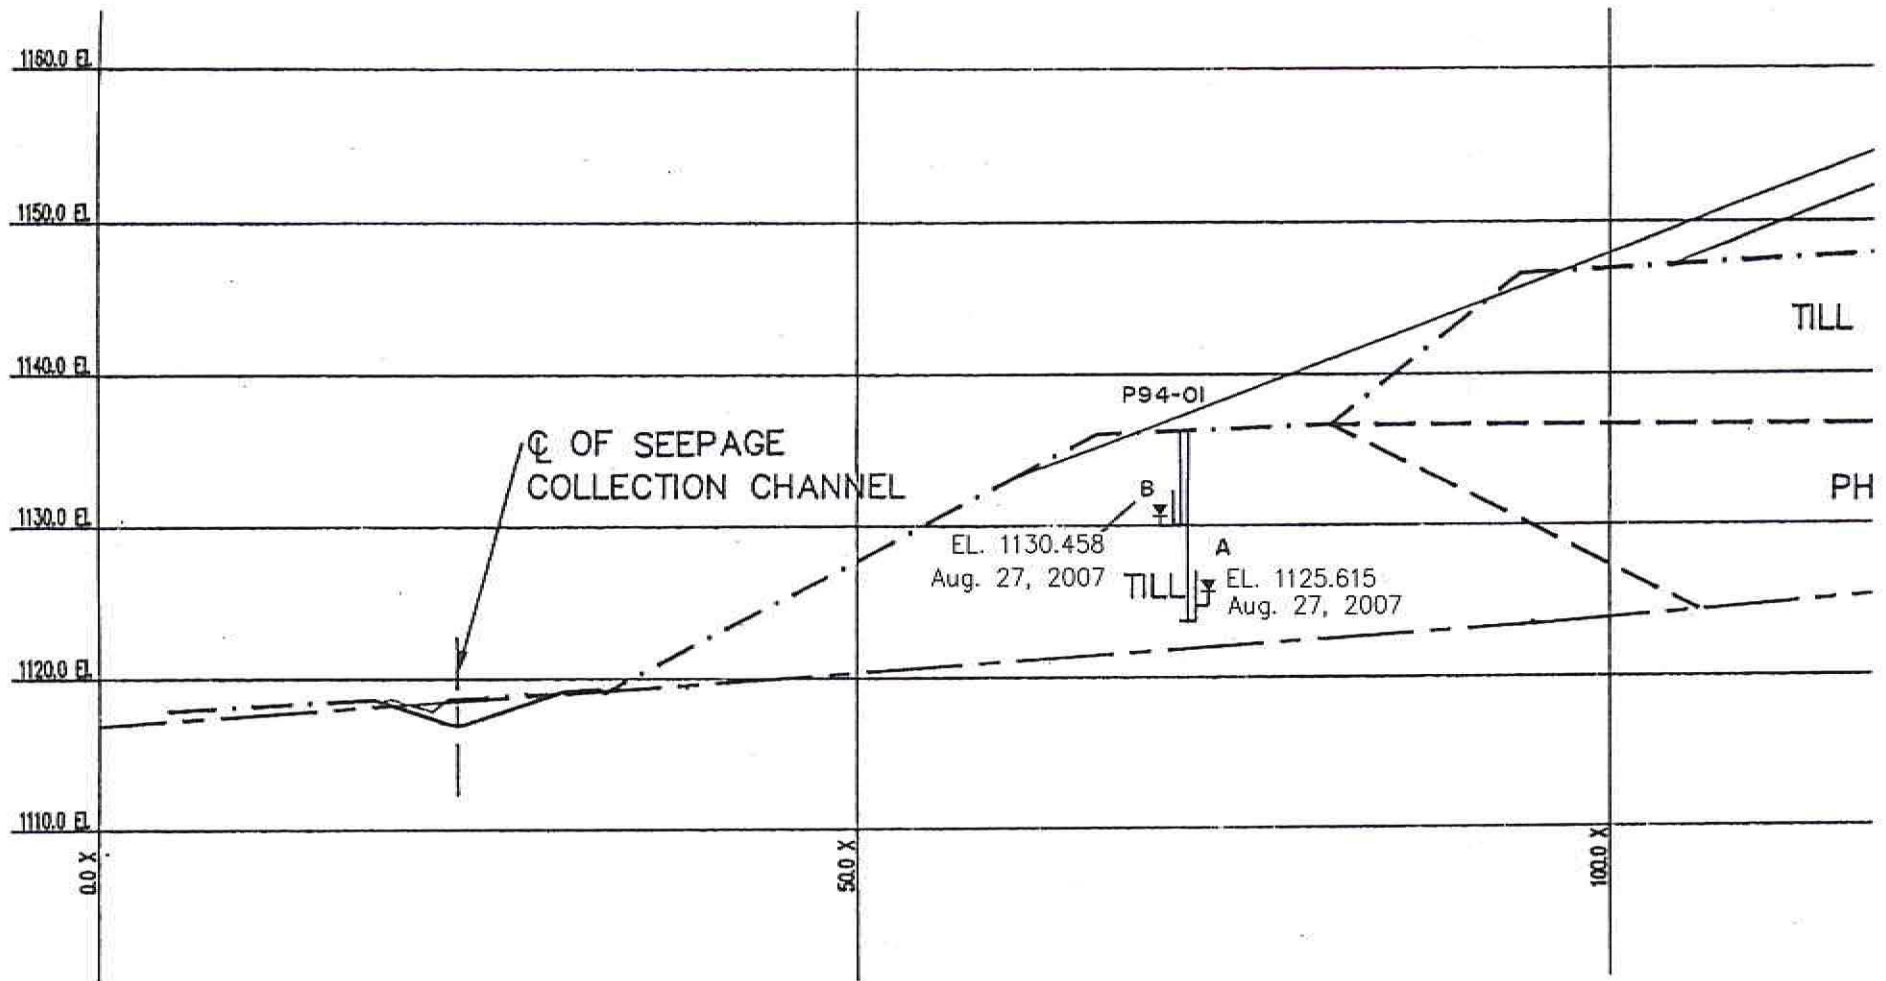 1160.0 EL
1150.0 EL
TILL
1140.0 EL
P94-01
℄ OF SEEPAGE
COLLECTION CHANNEL
B
PH
1130.0 EL
EL. 1130.458
Aug. 27, 2007
A
TILL
EL. 1125.615
Aug. 27, 2007
1120.0 EL
1110.0 EL
0.0 X
50.0 X
100.0 X